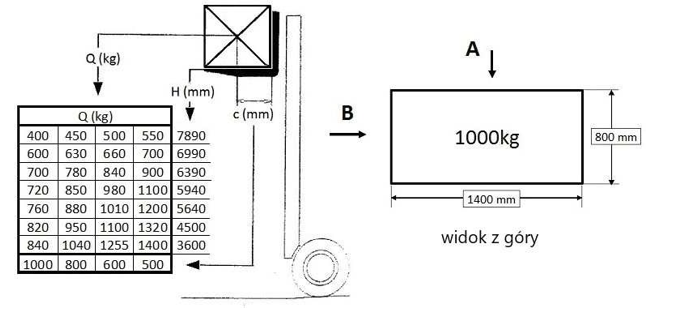 Q (kg)
H (mm)
c (mm)
Q (kg)
400 450 500 550 7890
600 630 660 700 6990
700 780 840 900 6390
720 850 980 1100 5940
760 880 1010 1200 5640
820 950 1100 1320 4500
840 1040 1255 1400 3600
1000 800 600 500
A
B
1000kg
800 mm
1400 mm
widok z góry